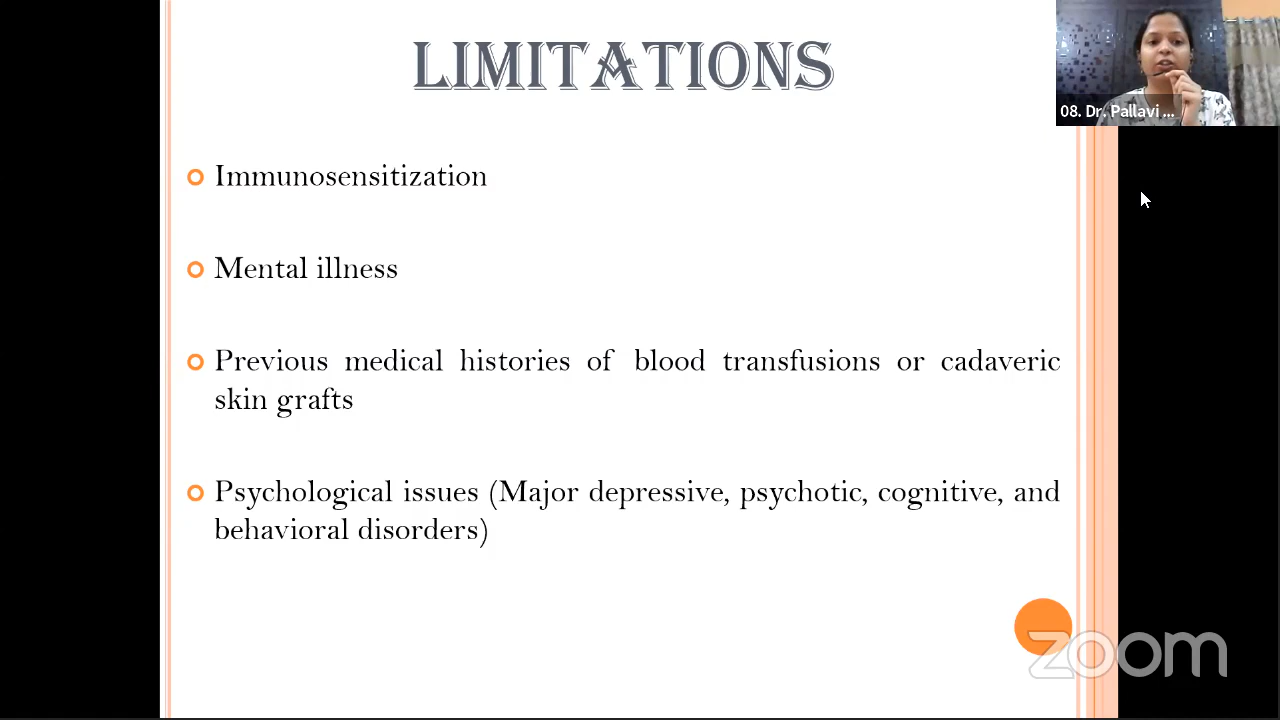 LIMITATIONS
08. Dr. Pallavi ...
Immunosensitization
Mental illness
Previous medical histories of blood transfusions or cadaveric
skin grafts
Psychological issues (Major depressive, psychotic, cognitive, and
behavioral disorders)
zoom